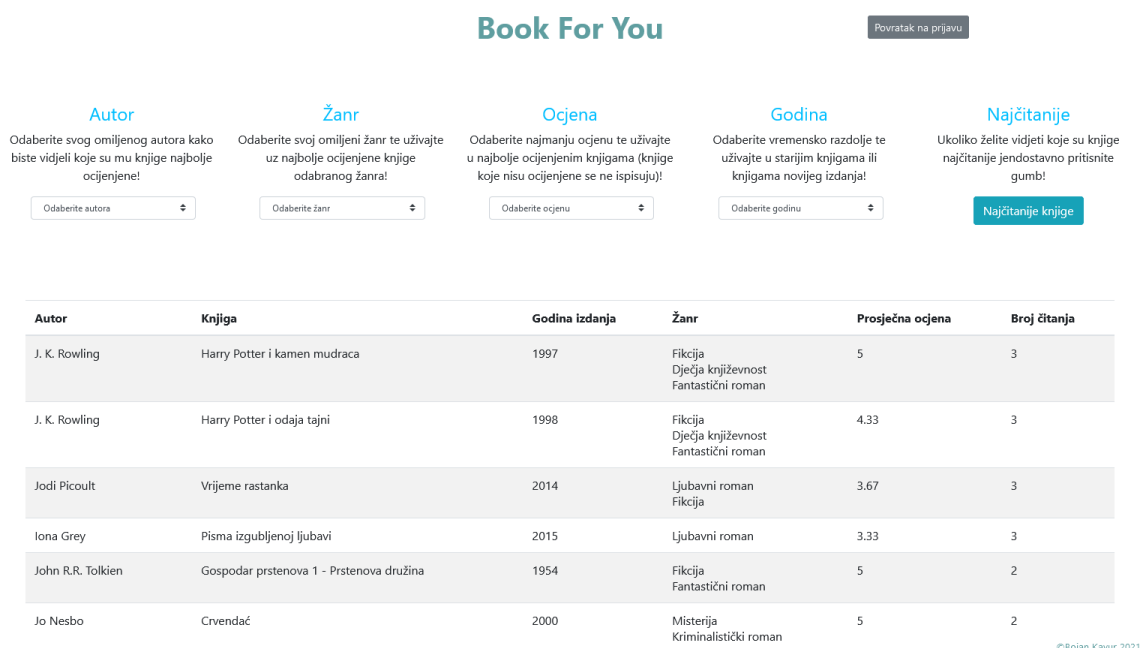 Book For You
Povratak na prijavu
Autor
Odaberite svog omiljenog autora kako
biste vidjeli koje su mu knjige najbolje
ocijenjene!
Odaberite autora
Žanr
Odaberite svoj omiljeni žanr te uživajte
uz najbolje ocijenjene knjige
odabranog žanra!
Odaberite žanr
Ocjena
Odaberite najmanju ocjenu te uživajte
u najbolje ocijenjenim knjigama (knjige
koje nisu ocijenjene se ne ispisuju)!
Odaberite ocjenu
Godina
Odaberite vremensko razdolje te
uživajte u starijim knjigama ili
knjigama novijeg izdanja!
Odaberite godinu
Najčitanije
Ukoliko želite vidjeti koje su knjige
najčitanije jendostavno pritisnite
gumb!
Najčitanije knjige
Autor Knjiga Godina izdanja Žanr Prosječna ocjena Broj čitanja
J. K. Rowling Harry Potter i kamen mudraca 1997 Fikcija 5 3
Dječja književnost
Fantastični roman
J. K. Rowling Harry Potter i odaja tajni 1998 Fikcija 4.33 3
Dječja književnost
Fantastični roman
Jodi Picoult Vrijeme rastanka 2014 Ljubavni roman 3.67 3
Fikcija
Iona Grey Pisma izgubljenoj ljubavi 2015 Ljubavni roman 3.33 3
John R.R. Tolkien Gospodar prstenova 1 - Prstenova družina 1954 Fikcija 5 2
Fantastični roman
Jo Nesbo Crvendać 2000 Misterija 5 2
Kriminalistički roman
©Bojan Kavur 2021